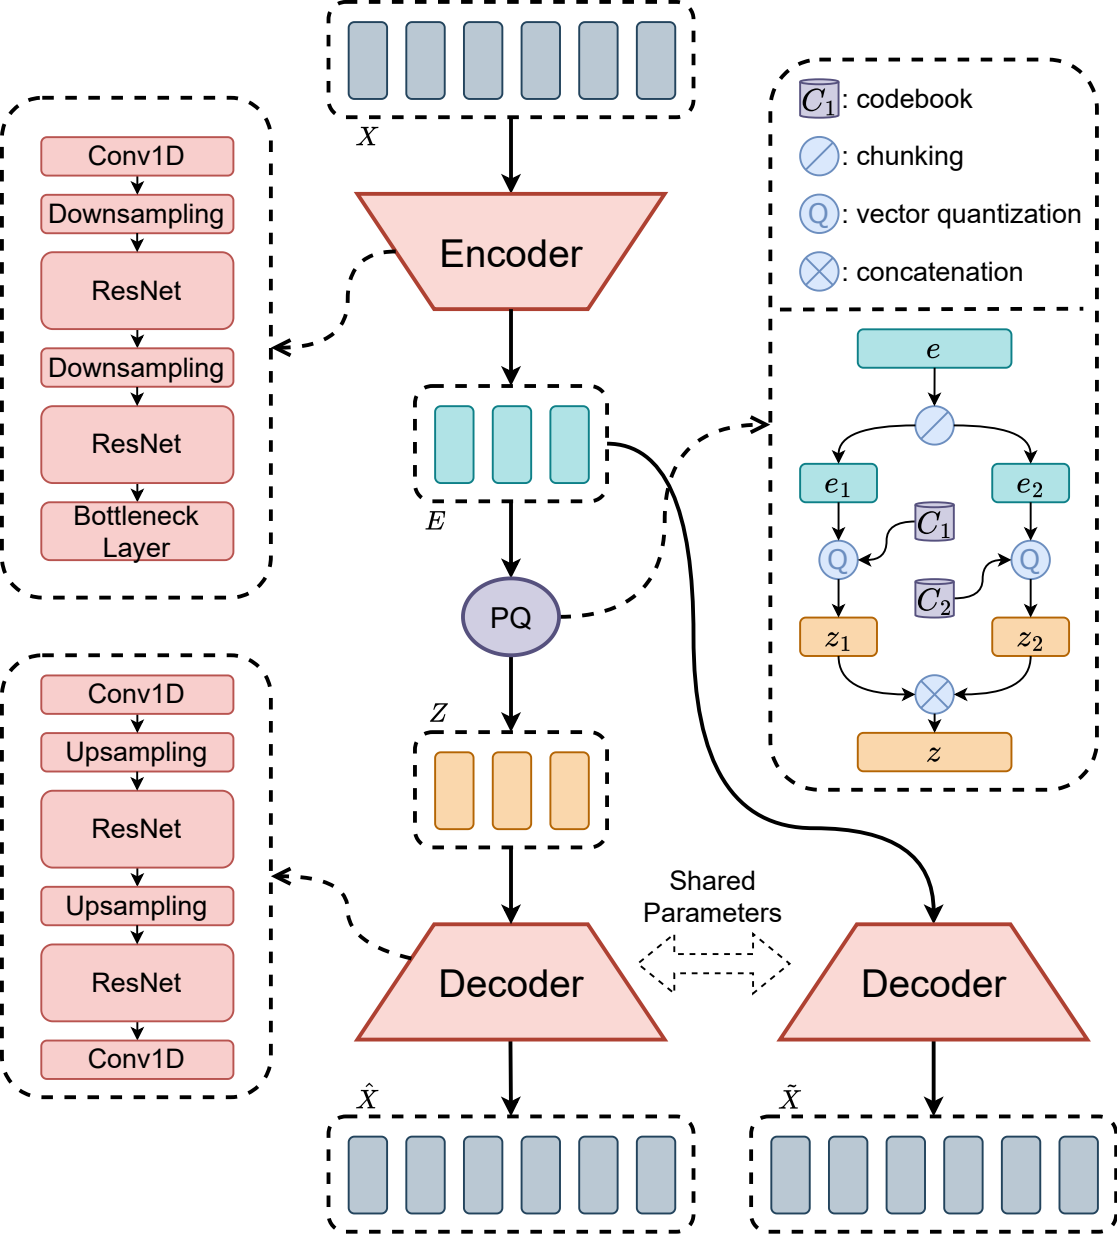 X
Encoder
E
PQ
Z
Decoder
X̂
Conv1D
Downsampling
ResNet
Downsampling
ResNet
Bottleneck
Layer
Conv1D
Upsampling
ResNet
Upsampling
ResNet
Conv1D
C₁: codebook
: chunking
Q: vector quantization
: concatenation
e
e₁ e₂
C₁
Q Q
C₂
z₁ z₂
z
Shared
Parameters
Decoder
X̃